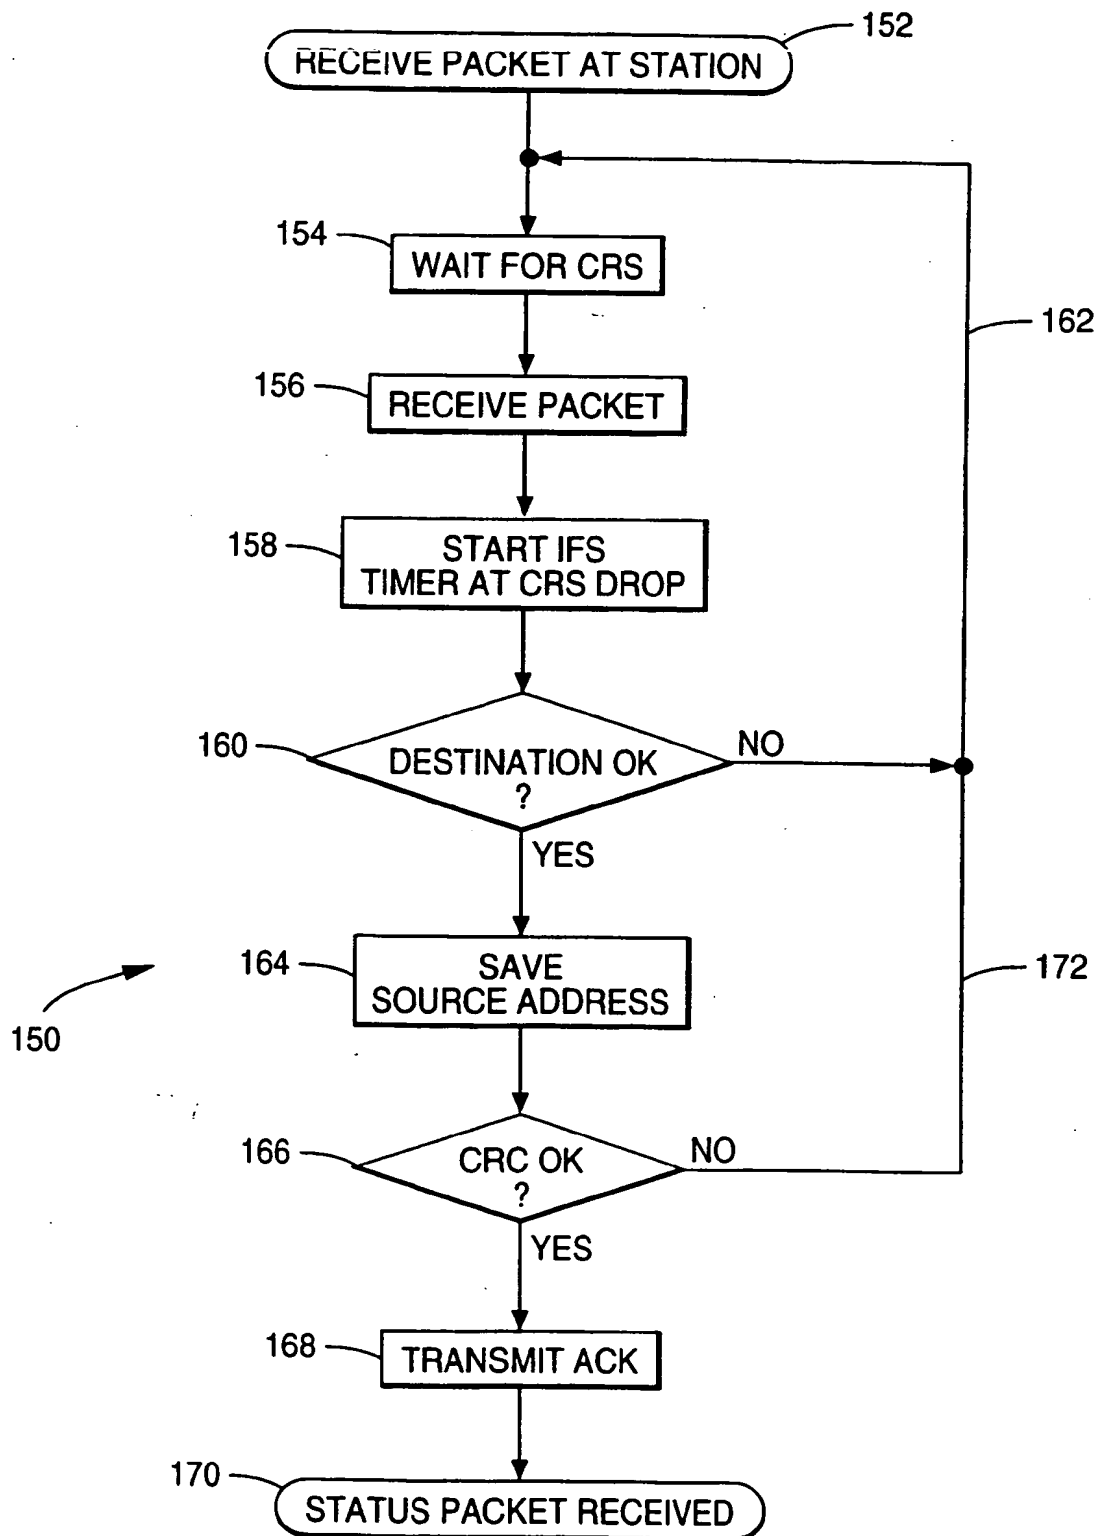 152
RECEIVE PACKET AT STATION
154
WAIT FOR CRS
162
156
RECEIVE PACKET
158
START IFS
TIMER AT CRS DROP
160
DESTINATION OK
?
NO
YES
164
SAVE
SOURCE ADDRESS
172
150
166
CRC OK
?
NO
YES
168
TRANSMIT ACK
170
STATUS PACKET RECEIVED